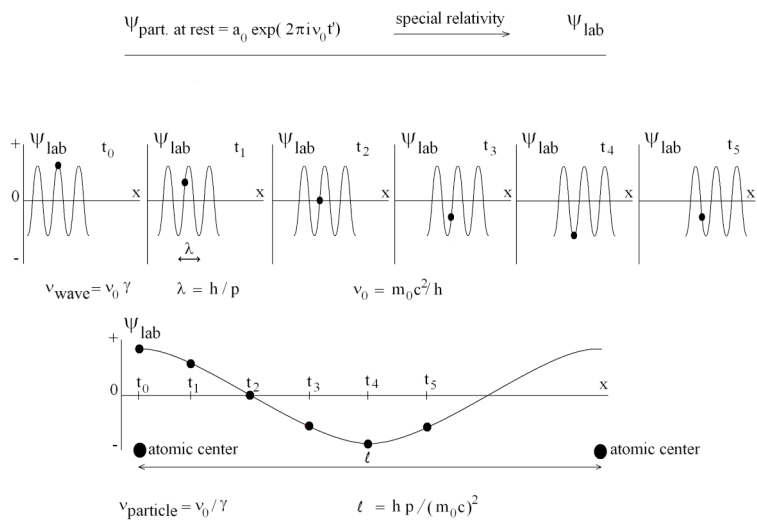 Ψpart. at rest = a₀ exp( 2πiν₀t') special relativity Ψlab
+ Ψlab t₀ Ψlab t₁ Ψlab t₂ Ψlab t₃ Ψlab t₄ Ψlab t₅
0 x x x x x x
- λ
νwave = ν₀ γ λ = h / p ν₀ = m₀c²/h
Ψlab
+
t₀ t₁ t₂ t₃ t₄ t₅ x
0
- atomic center ℓ atomic center
νparticle = ν₀/γ ℓ = h p /(m₀c)²